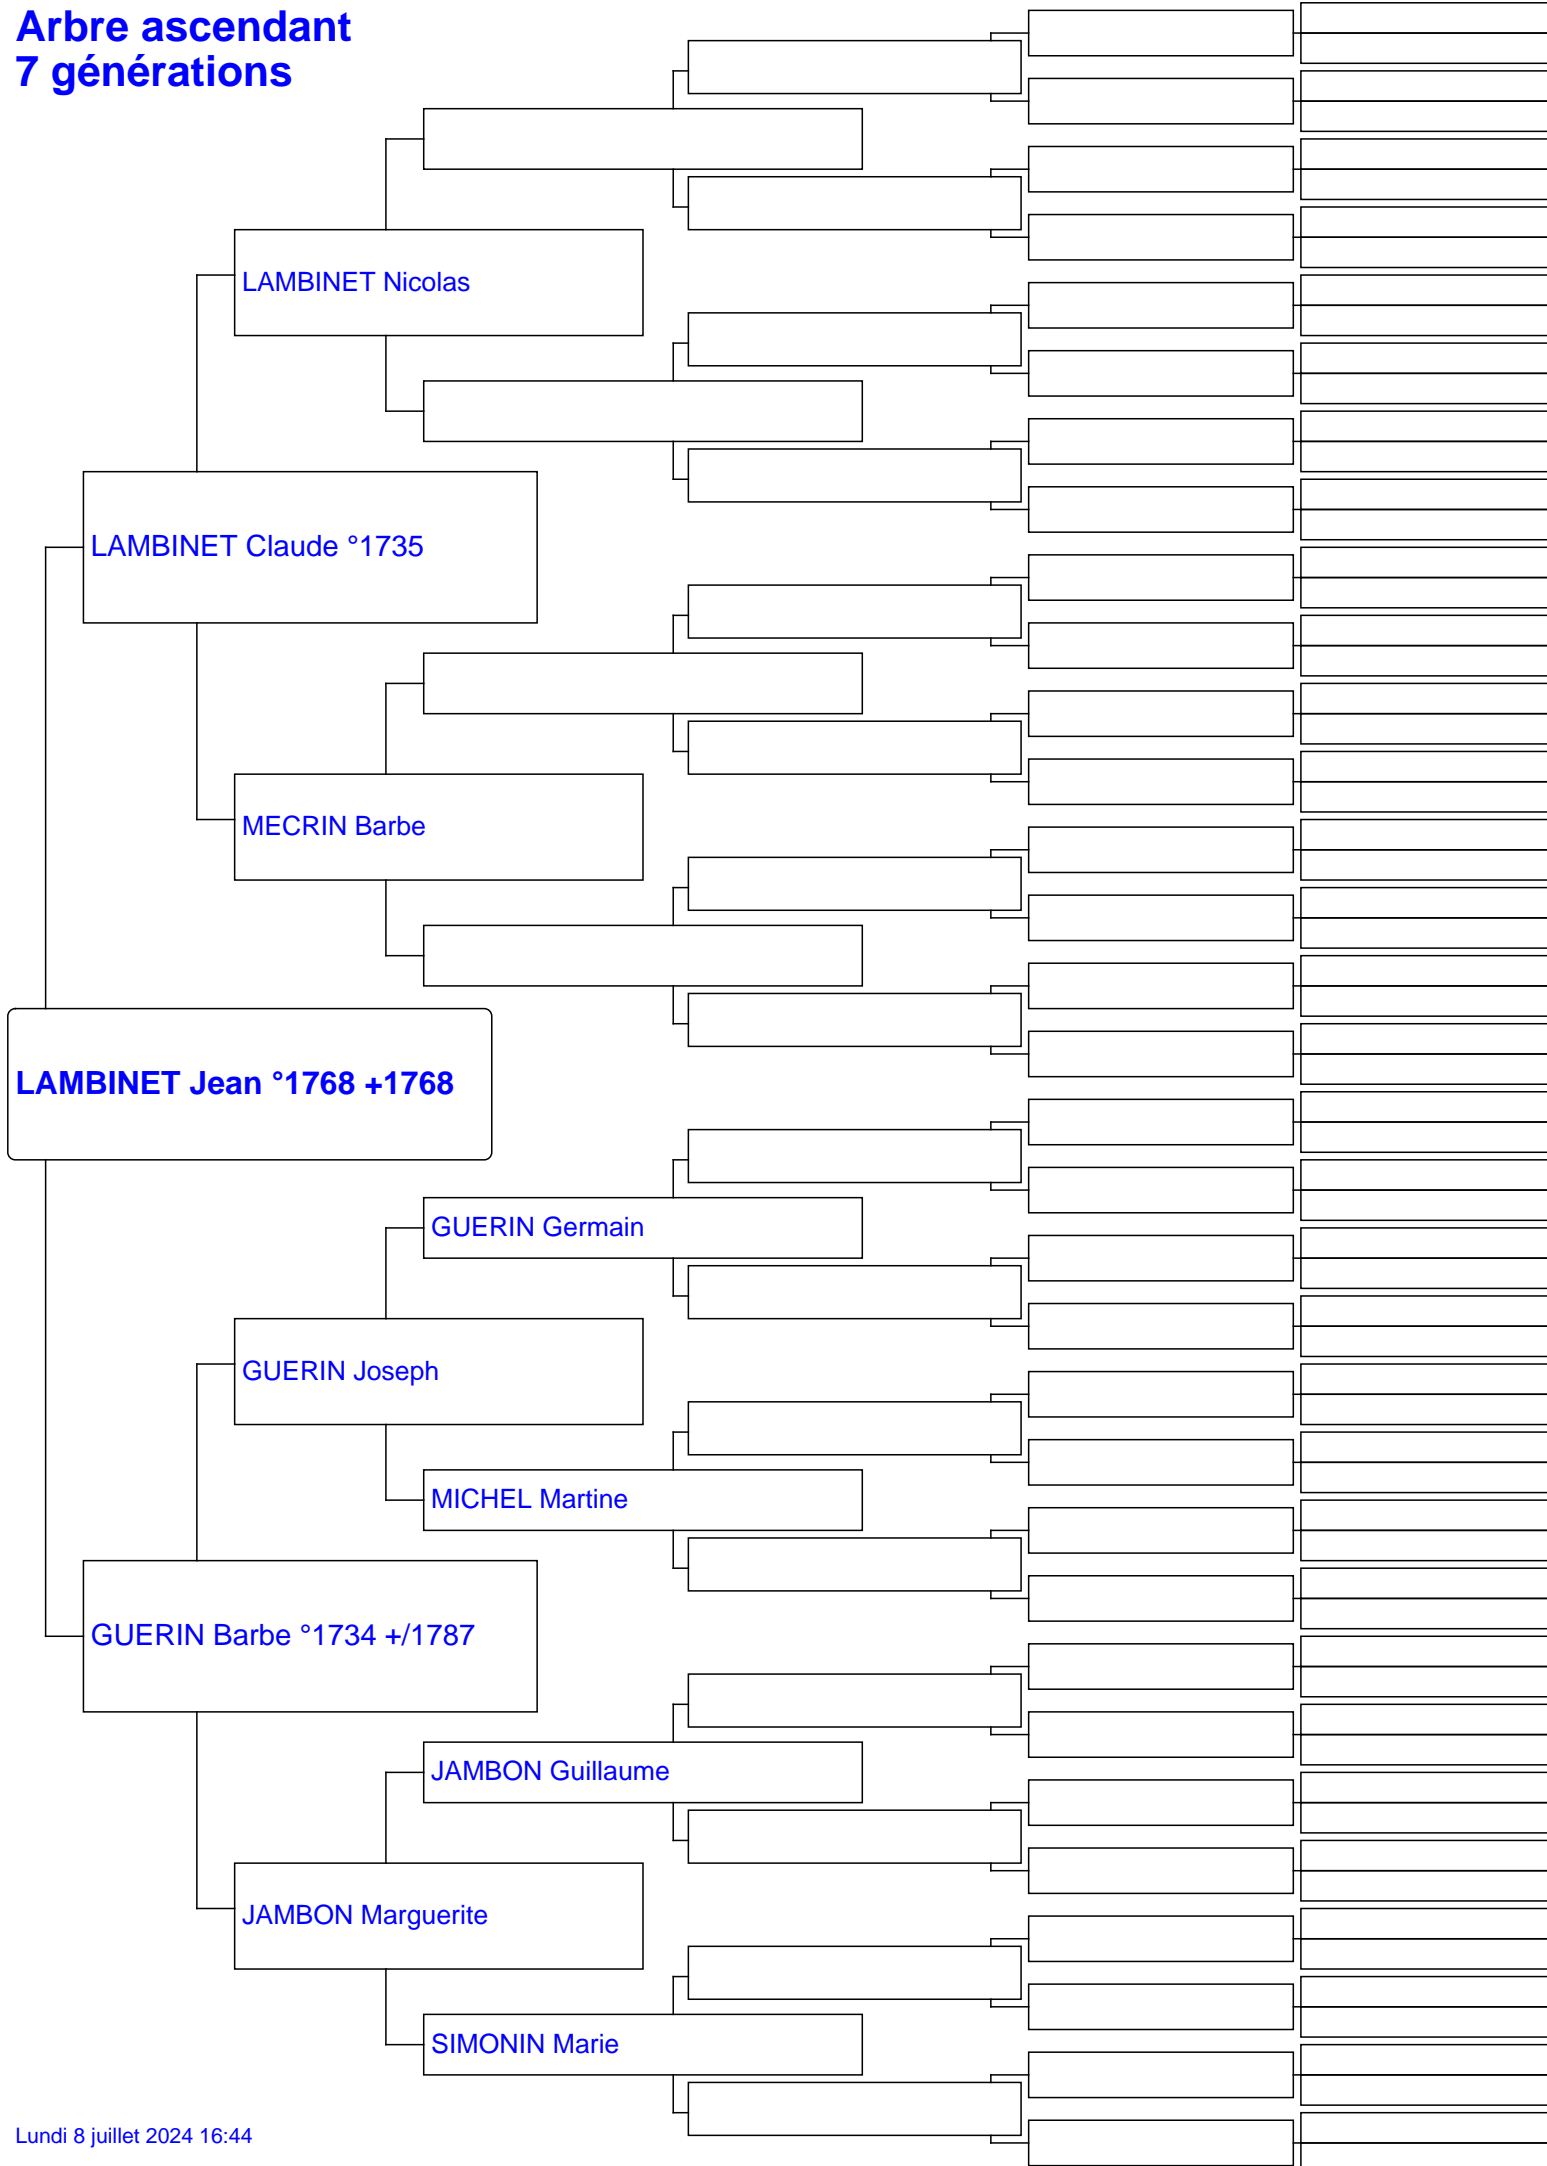 Arbre ascendant
7 générations
LAMBINET Nicolas
LAMBINET Claude °1735
MECRIN Barbe
LAMBINET Jean °1768 +1768
GUERIN Germain
GUERIN Joseph
MICHEL Martine
GUERIN Barbe °1734 +/1787
JAMBON Guillaume
JAMBON Marguerite
SIMONIN Marie
Lundi 8 juillet 2024 16:44